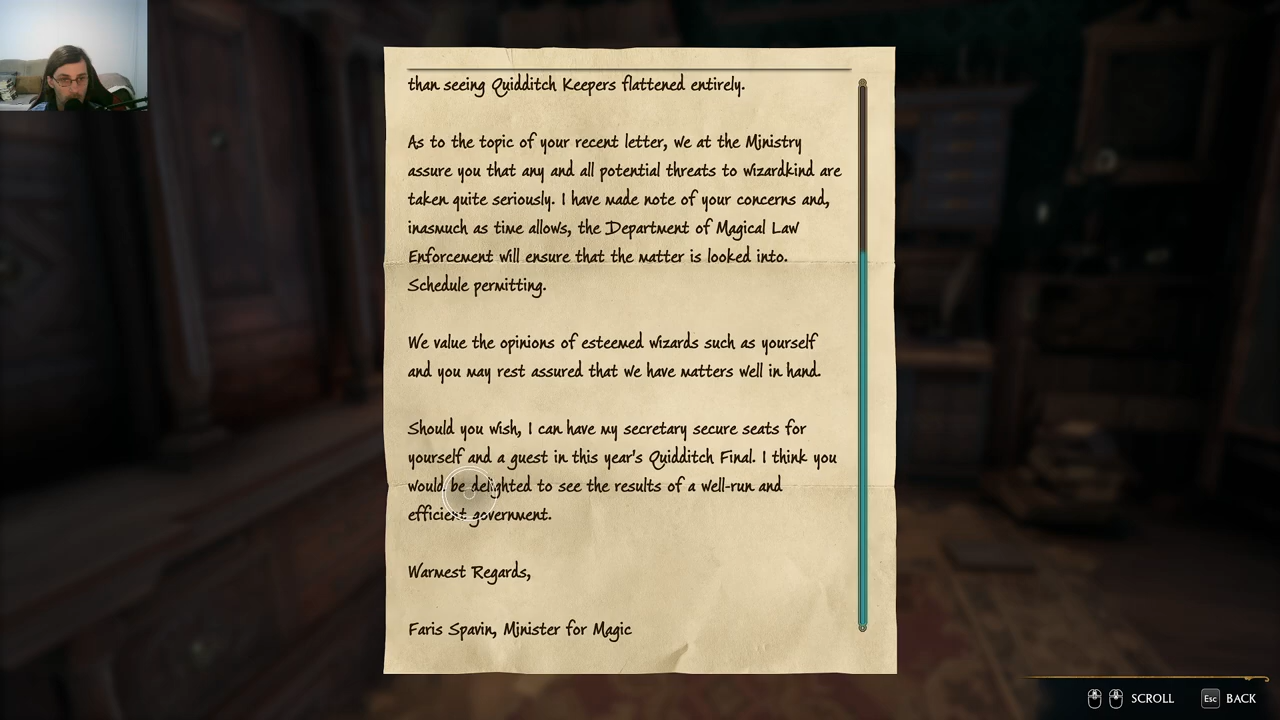 than seeing Quidditch Keepers flattened entirely.
As to the topic of your recent letter, we at the Ministry
assure you that any and all potential threats to wizardkind are
taken quite seriously. I have made note of your concerns and,
inasmuch as time allows, the Department of Magical Law
Enforcement will ensure that the matter is looked into.
Schedule permitting.
We value the opinions of esteemed wizards such as yourself
and you may rest assured that we have matters well in hand.
Should you wish, I can have my secretary secure seats for
yourself and a guest in this year's Quidditch Final. I think you
would be delighted to see the results of a well-run and
efficient government.
Warmest Regards,
Faris Spavin, Minister for Magic
SCROLL
Esc BACK